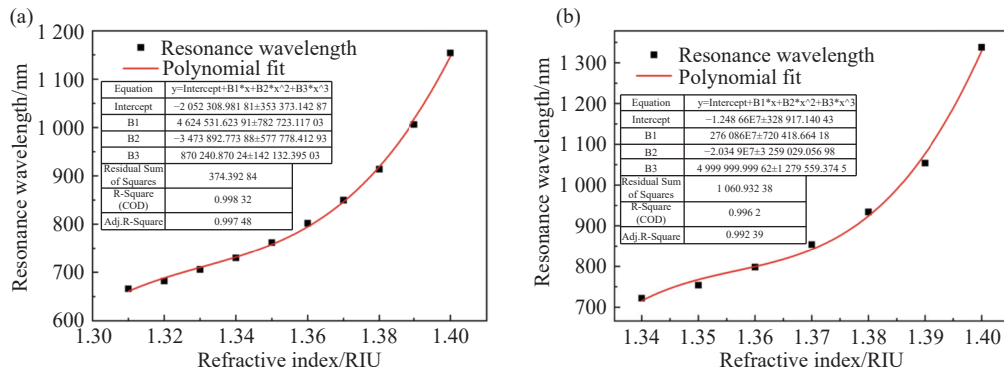 (a)
1 100
1 000
900
800
700
600
1.30
1.31
1.32
1.33
1.34
1.35
1.36
1.37
1.38
1.39
1.40
Resonance wavelength/nm
Refractive index/RIU
Resonance wavelength
Polynomial fit
Equation y=Intercept+B1*x+B2*x^2+B3*x^3
Intercept −2 052 308.981 81±353 373.142 87
B1 4 624 531.623 91±782 723.117 03
B2 −3 473 892.773 88±577 778.412 93
B3 870 240.870 24±142 132.395 03
Residual Sum
of Squares 374.392 84
R-Square
(COD) 0.998 32
Adj.R-Square 0.997 48
(b)
1 300
1 200
1 100
1 000
900
800
700
1.34
1.35
1.36
1.37
1.38
1.39
1.40
Resonance wavelength/nm
Refractive index/RIU
Resonance wavelength
Polynomial fit
Equation y=Intercept+B1*x+B2*x^2+B3*x^3
Intercept −1.248 66E7±328 917.140 43
B1 276 086E7±720 418.664 18
B2 −2.034 9E7±3 259 029.056 98
B3 4 999 999.999 62±1 279 559.374 5
Residual Sum
of Squares 1 060.932 38
R-Square
(COD) 0.996 2
Adj.R-Square 0.992 39